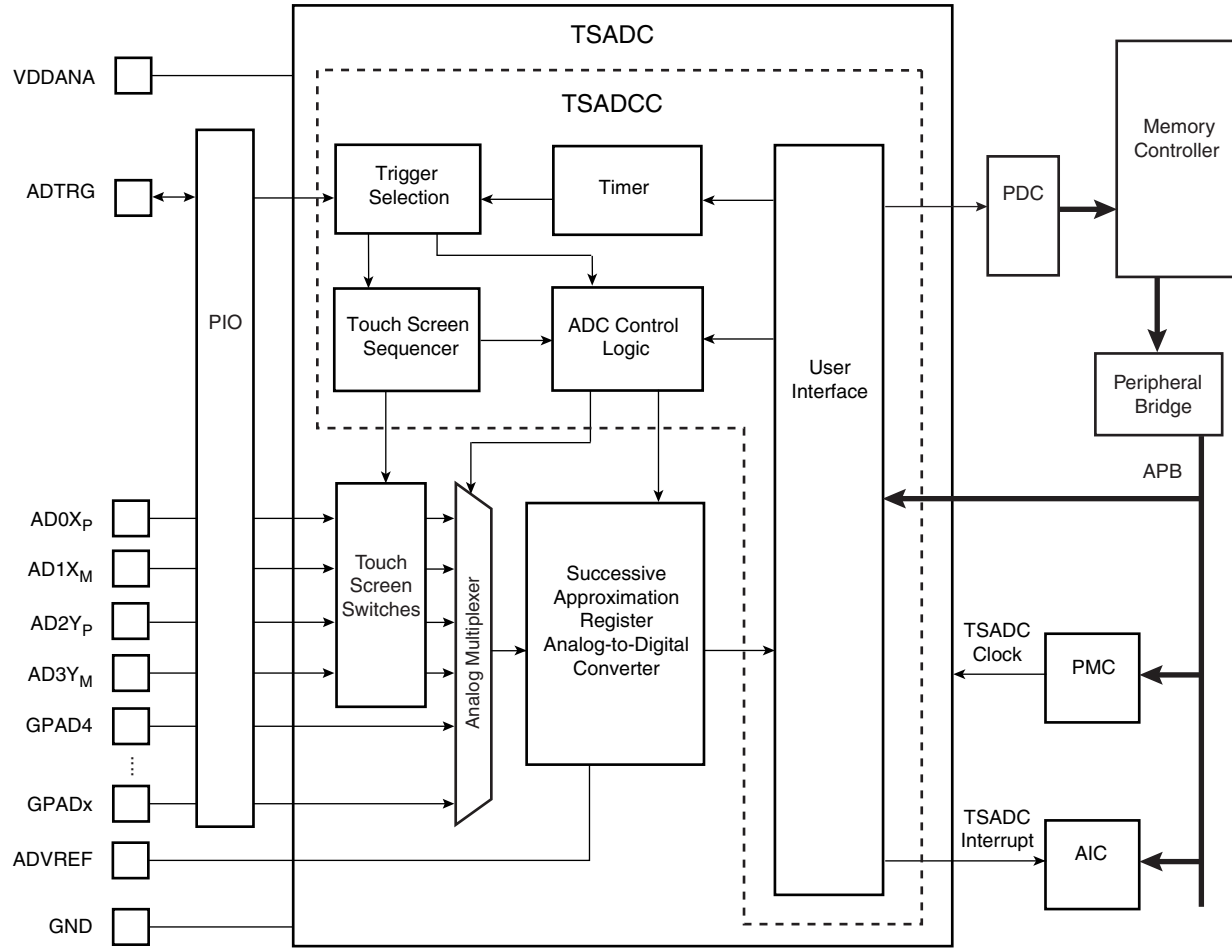 TSADC
VDDANA
TSADCC
Memory
Controller
Trigger
Selection
Timer
ADTRG
PDC
PIO
Touch Screen
Sequencer
ADC Control
Logic
User
Interface
Peripheral
Bridge
APB
AD0XP
AD1XM
AD2YP
AD3YM
GPAD4
GPADx
ADVREF
GND
Touch
Screen
Switches
Analog Multiplexer
Successive
Approximation
Register
Analog-to-Digital
Converter
TSADC
Clock
PMC
TSADC
Interrupt
AIC